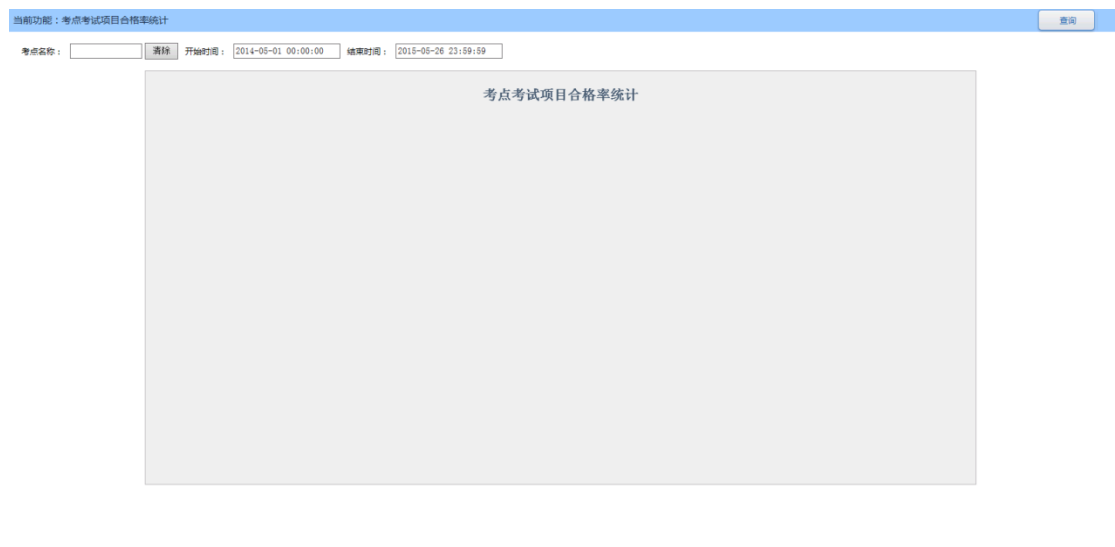 当前功能：考点考试项目合格率统计 查询
考点名称： 清除 开始时间： 2014-05-01 00:00:00 结束时间： 2015-05-26 23:59:59
考点考试项目合格率统计